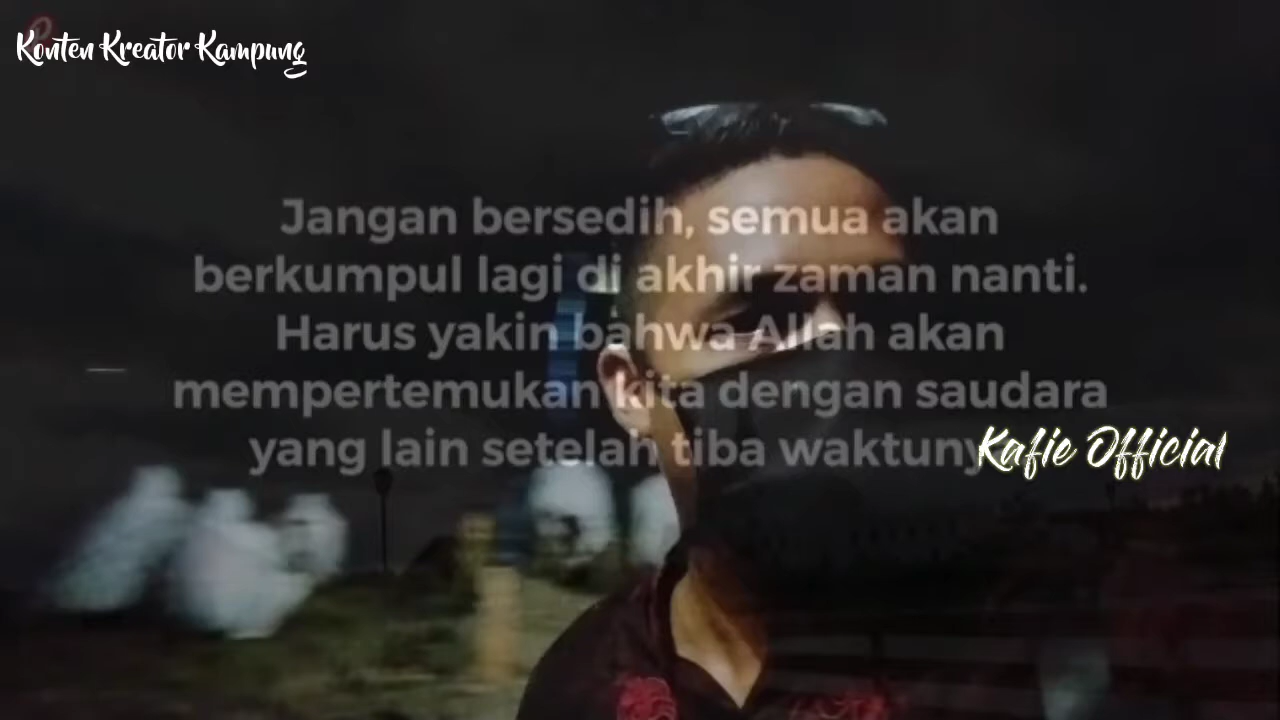 Konten Kreator Kampung
Jangan bersedih, semua akan
berkumpul lagi di akhir zaman nanti.
Harus yakin bahwa Allah akan
mempertemukan kita dengan saudara
yang lain setelah tiba waktuny
Kafie Official